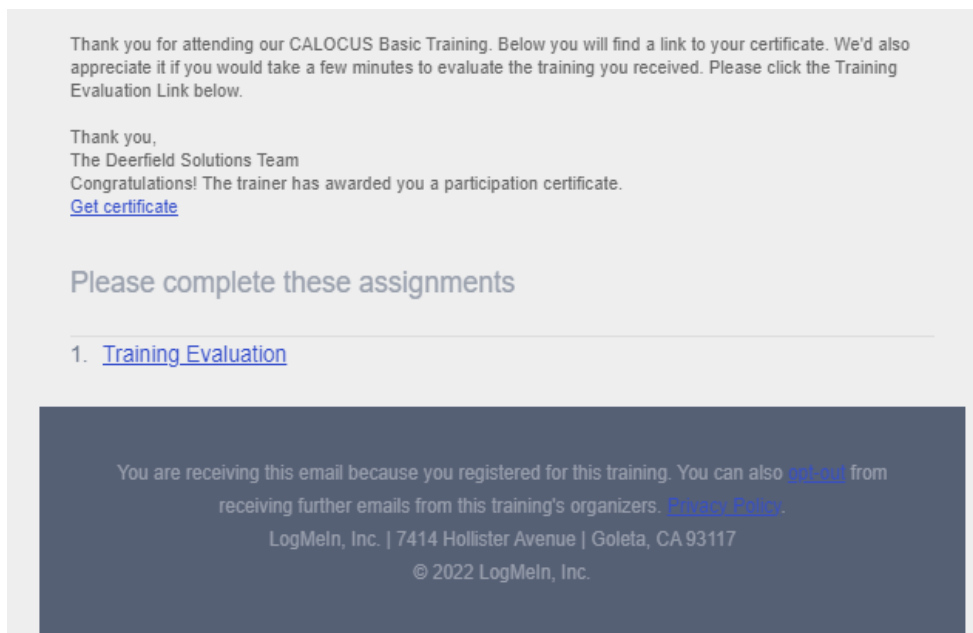 Thank you for attending our CALOCUS Basic Training. Below you will find a link to your certificate. We'd also
appreciate it if you would take a few minutes to evaluate the training you received. Please click the Training
Evaluation Link below.
Thank you,
The Deerfield Solutions Team
Congratulations! The trainer has awarded you a participation certificate.
Get certificate
Please complete these assignments
1. Training Evaluation
You are receiving this email because you registered for this training. You can also opt-out from
receiving further emails from this training's organizers. Privacy Policy.
LogMeIn, Inc. | 7414 Hollister Avenue | Goleta, CA 93117
© 2022 LogMeIn, Inc.